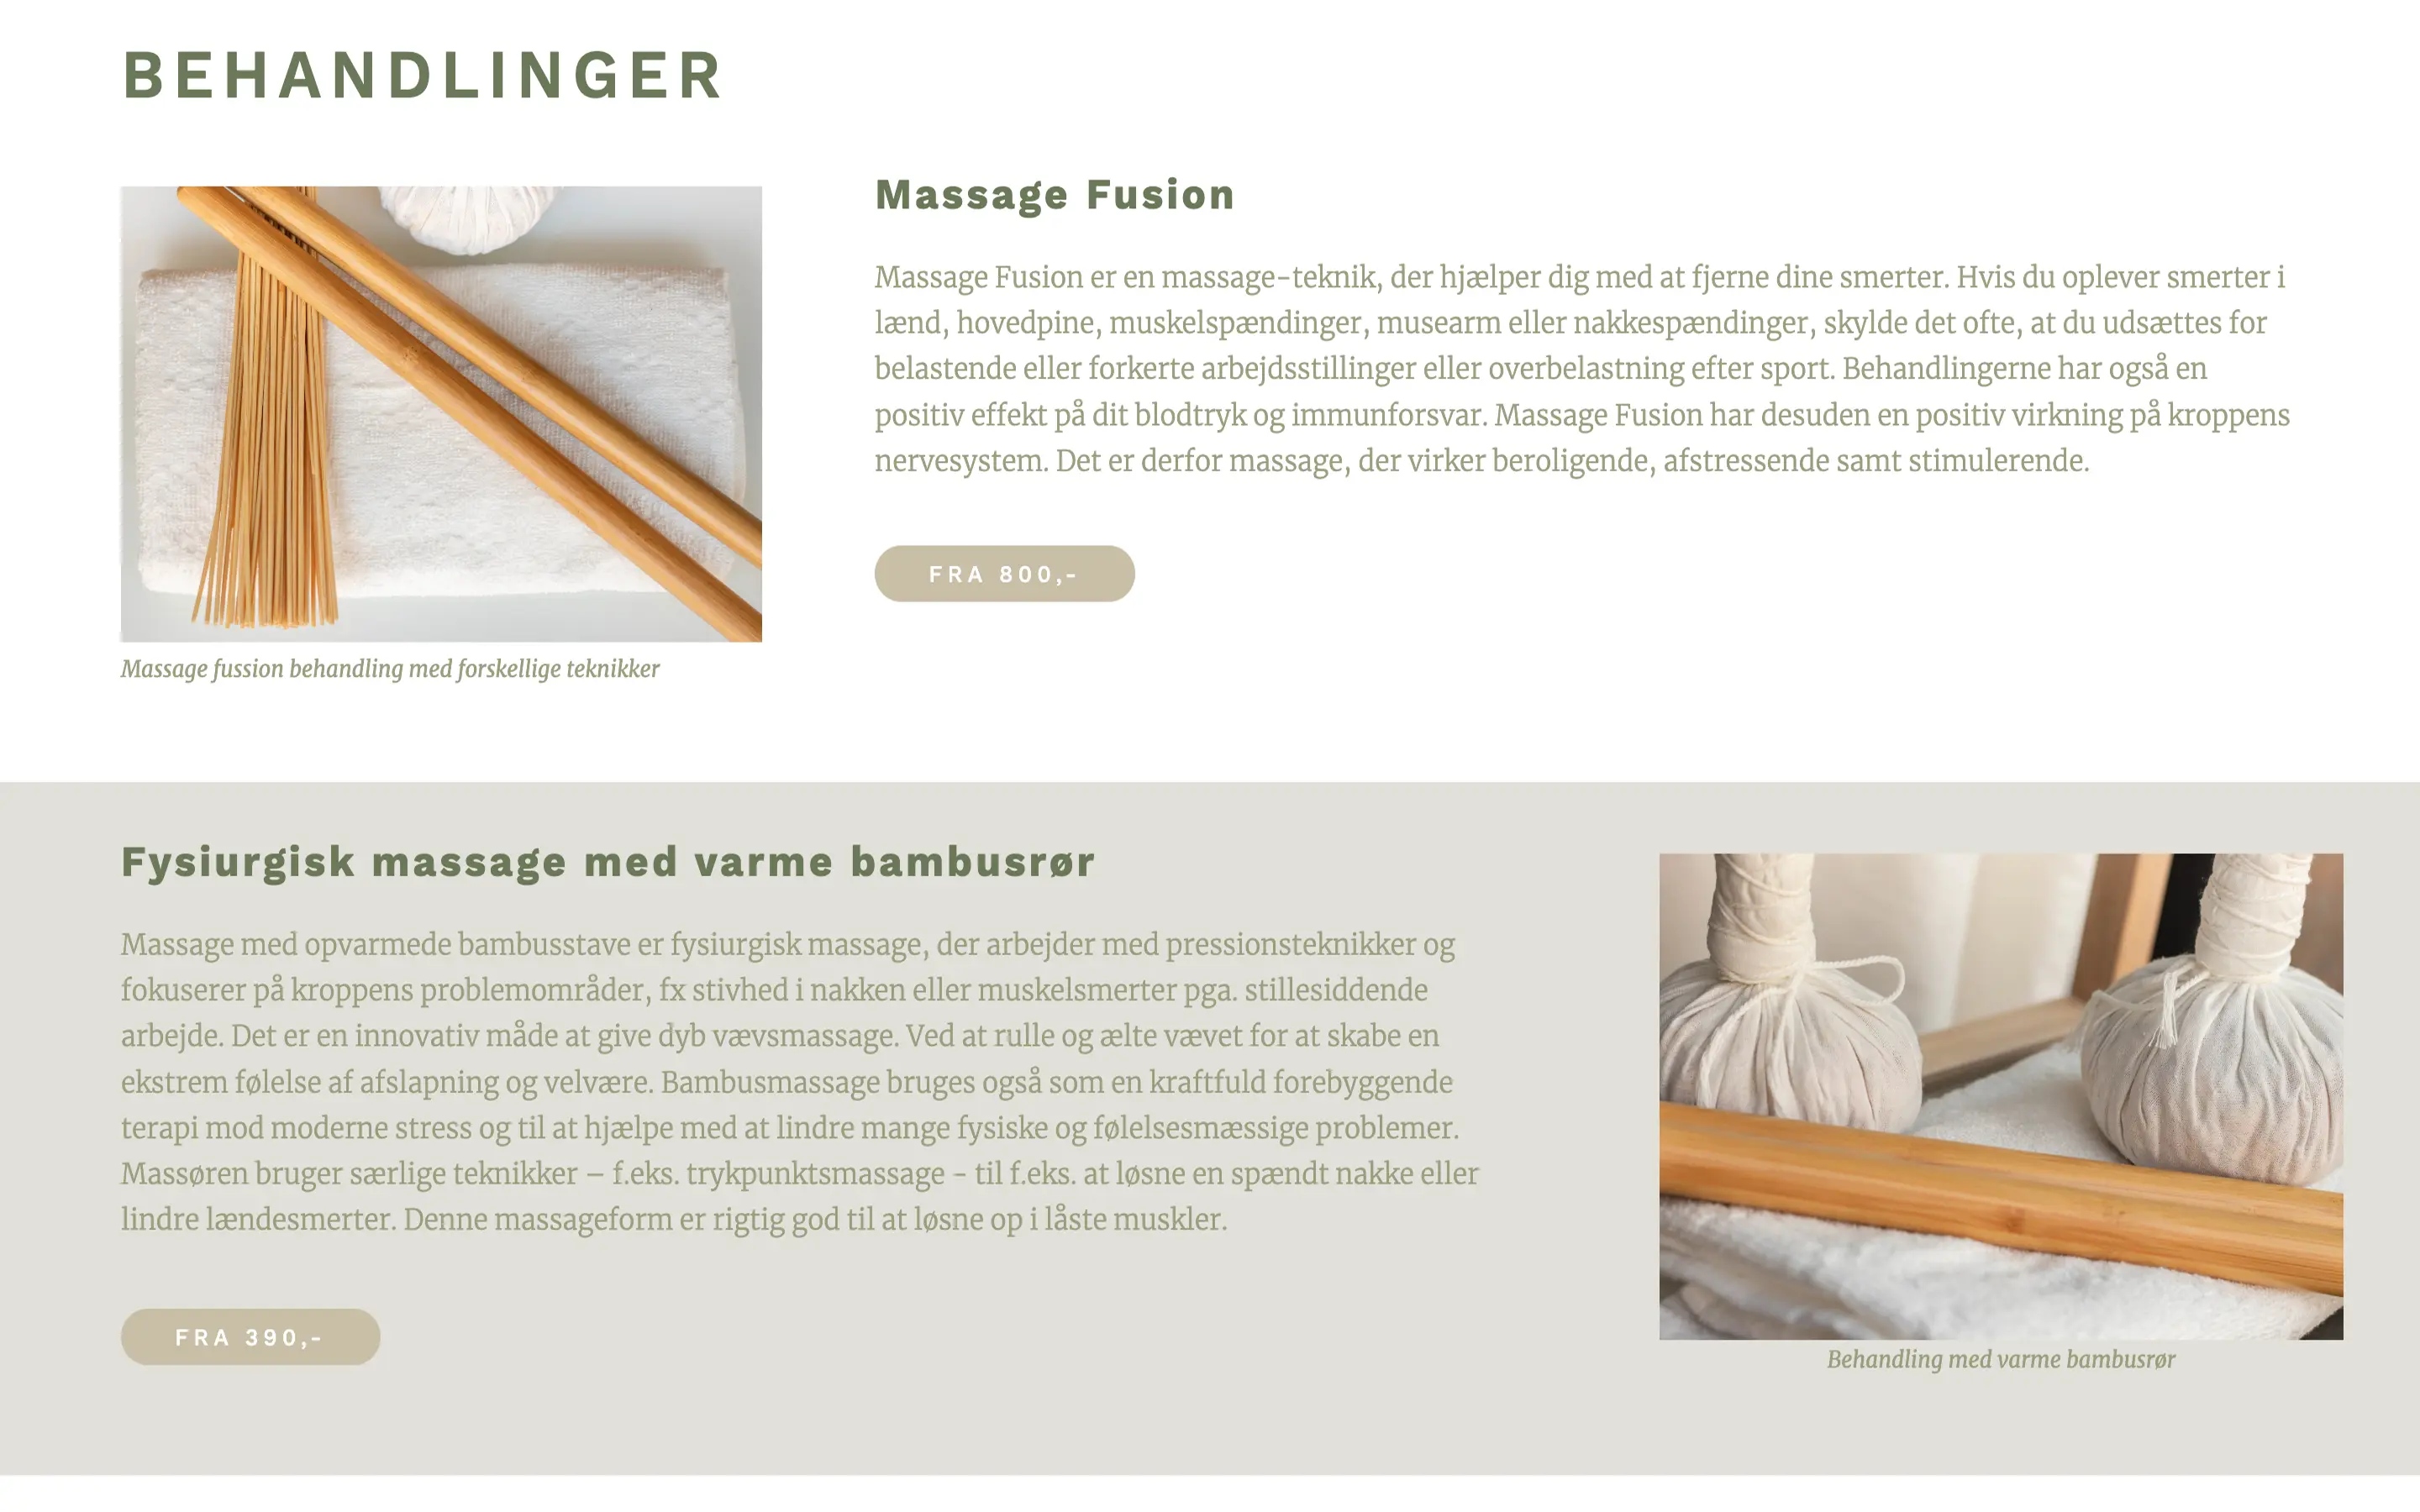 BEHANDLINGER
Massage Fusion
Massage Fusion er en massage-teknik, der hjælper dig med at fjerne dine smerter. Hvis du oplever smerter i
lænd, hovedpine, muskelspændinger, musearm eller nakkespændinger, skylde det ofte, at du udsættes for
belastende eller forkerte arbejdsstillinger eller overbelastning efter sport. Behandlingerne har også en
positiv effekt på dit blodtryk og immunforsvar. Massage Fusion har desuden en positiv virkning på kroppens
nervesystem. Det er derfor massage, der virker beroligende, afstressende samt stimulerende.
FRA 800,-
Massage fussion behandling med forskellige teknikker
Fysiurgisk massage med varme bambusrør
Massage med opvarmede bambusstave er fysiurgisk massage, der arbejder med pressionsteknikker og
fokuserer på kroppens problemområder, fx stivhed i nakken eller muskelsmerter pga. stillesiddende
arbejde. Det er en innovativ måde at give dyb vævsmassage. Ved at rulle og ælte vævet for at skabe en
ekstrem følelse af afslapning og velvære. Bambusmassage bruges også som en kraftfuld forebyggende
terapi mod moderne stress og til at hjælpe med at lindre mange fysiske og følelsesmæssige problemer.
Massøren bruger særlige teknikker – f.eks. trykpunktsmassage - til f.eks. at løsne en spændt nakke eller
lindre lændesmerter. Denne massageform er rigtig god til at løsne op i låste muskler.
FRA 390,-
Behandling med varme bambusrør